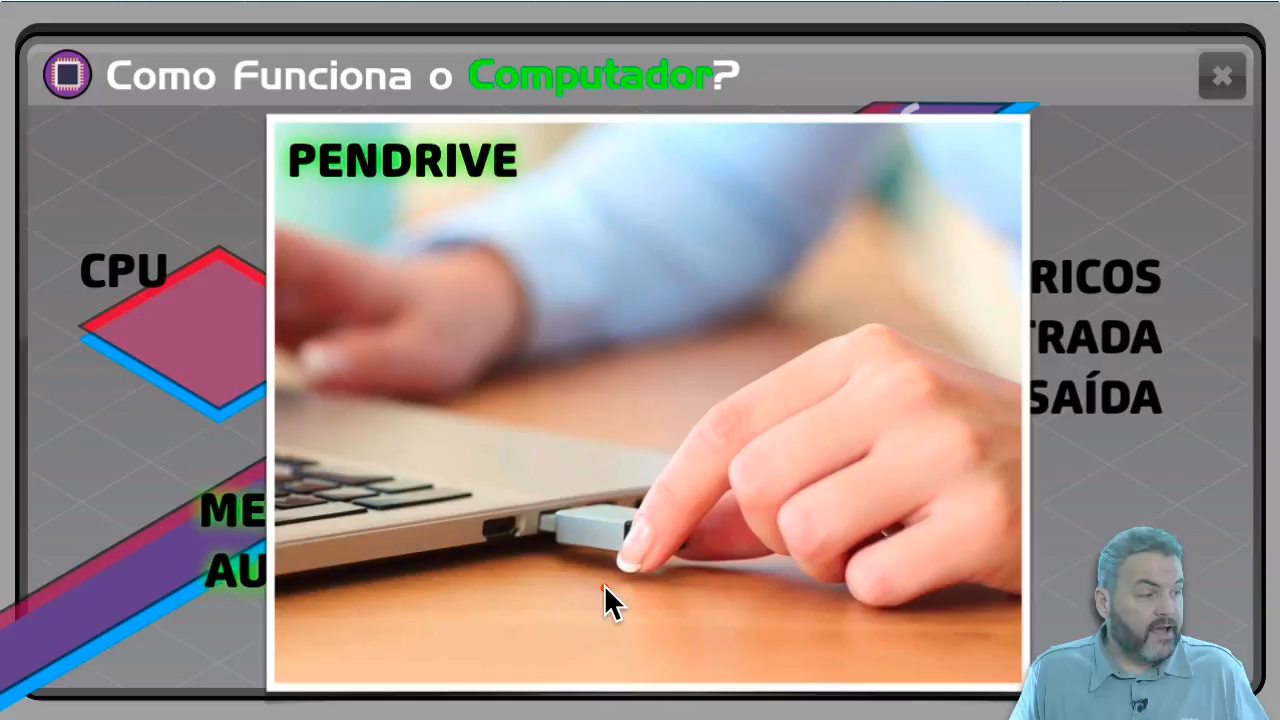 Como Funciona o Computador?
PENDRIVE
CPU
RICOS
TRADA
SAÍDA
ME
AU